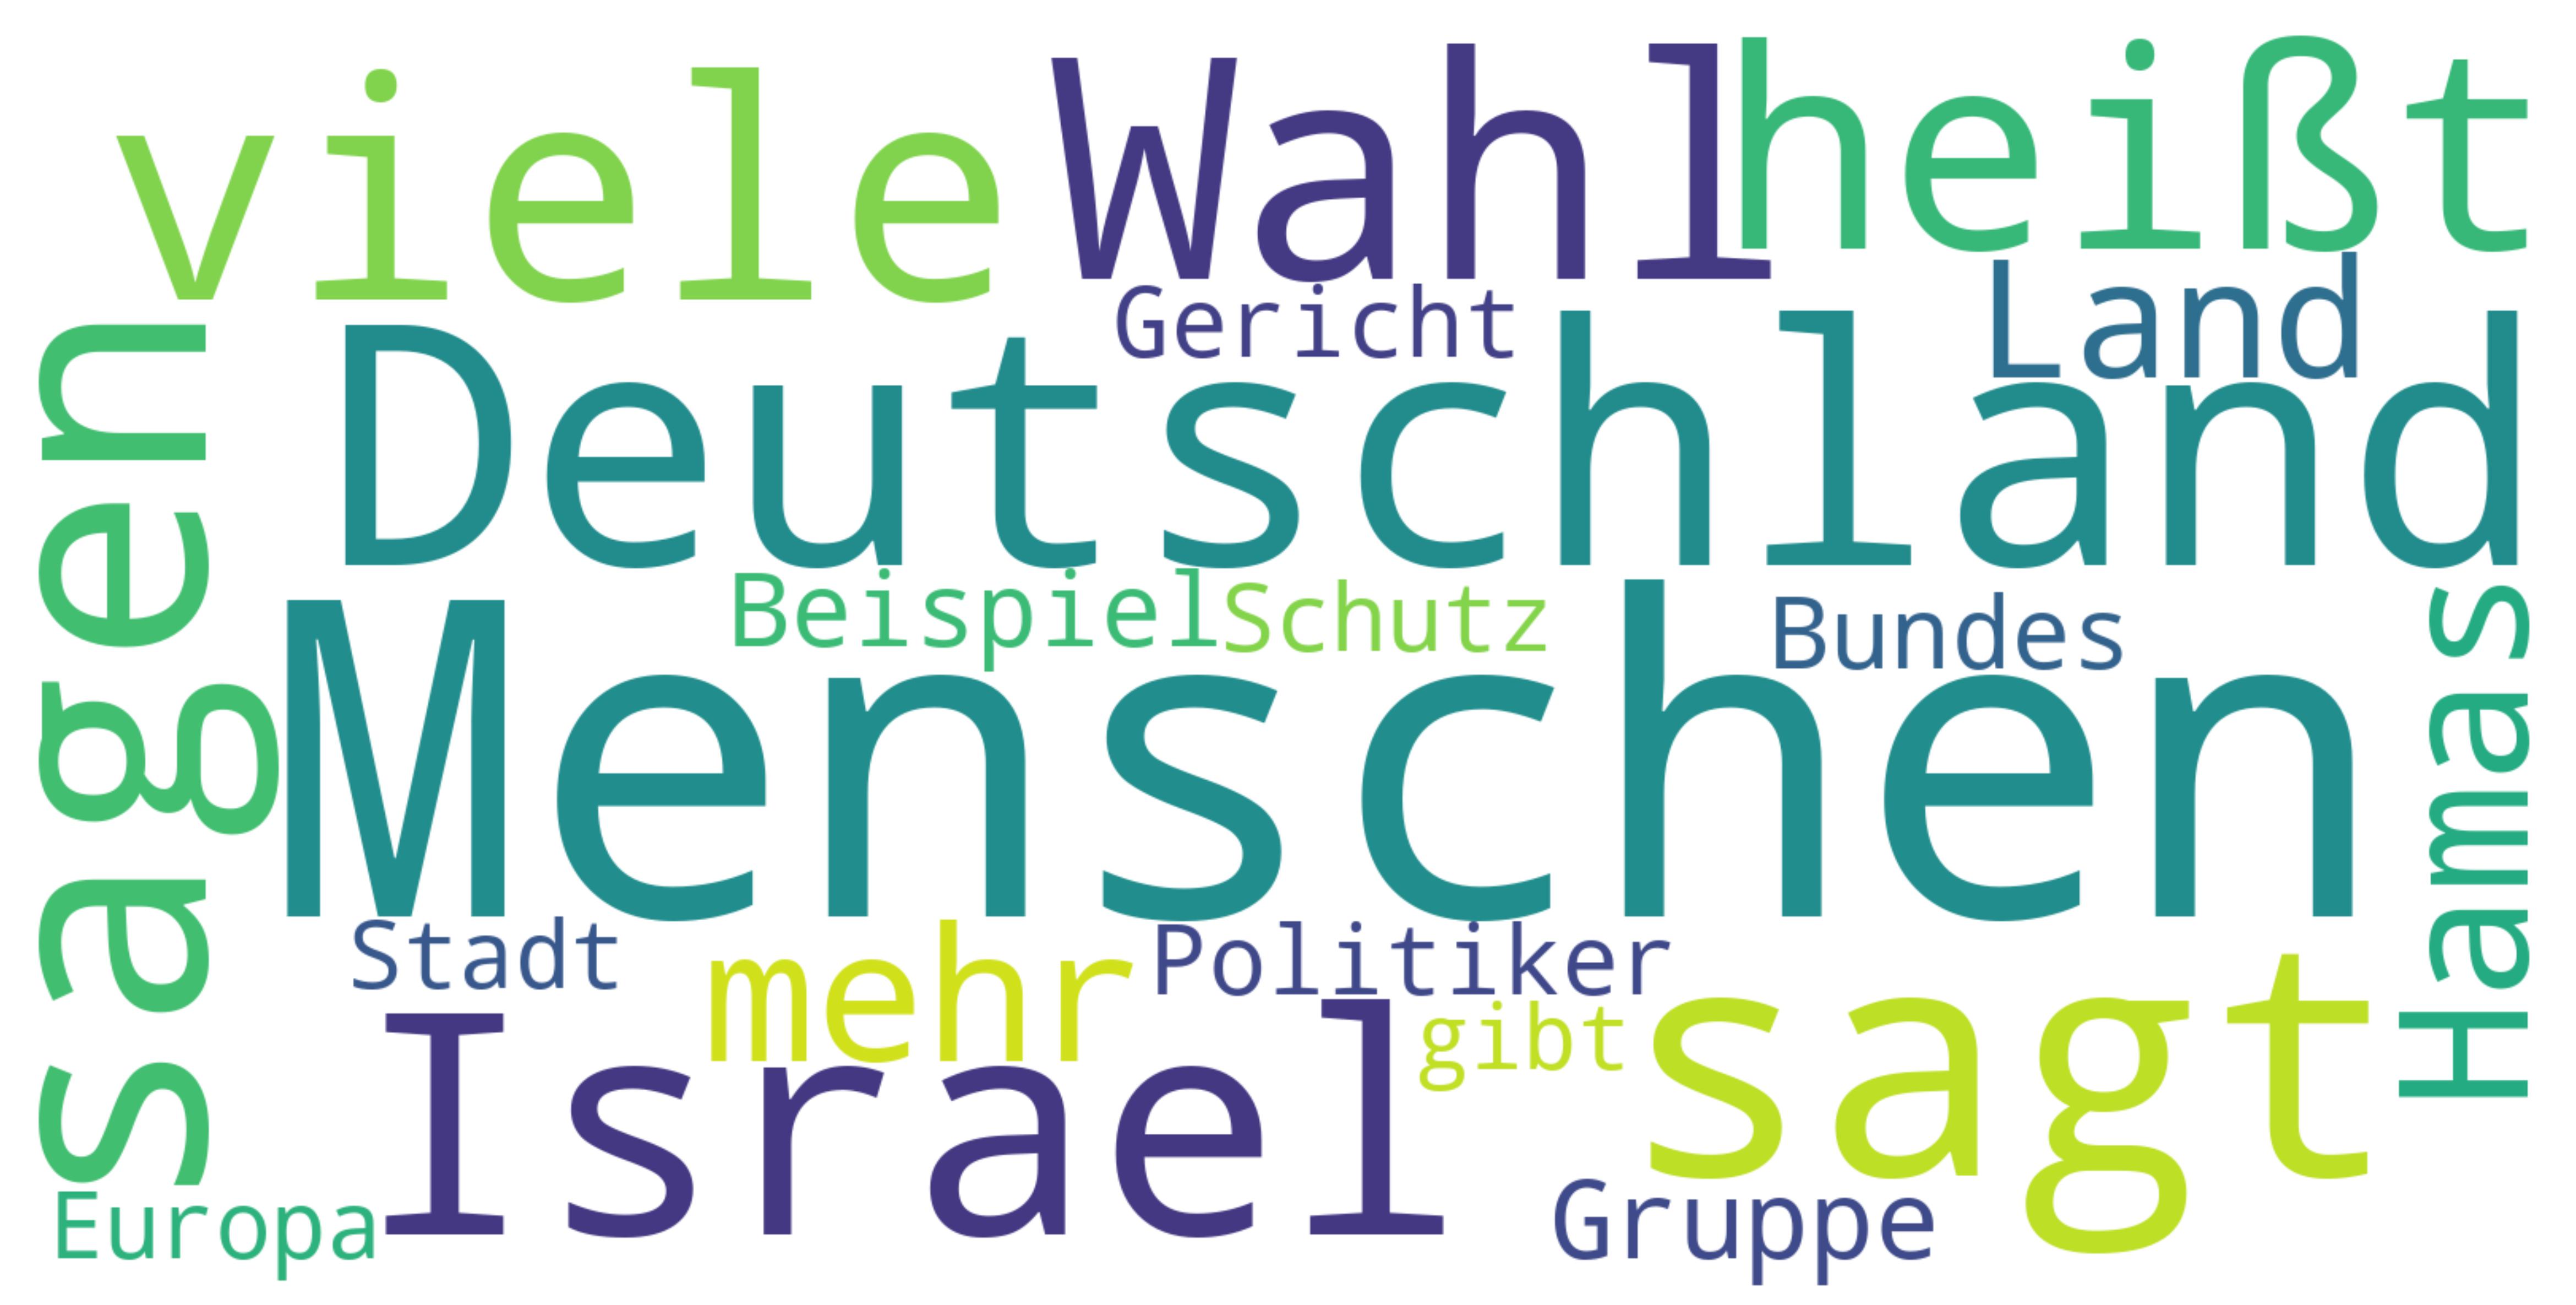 viele Wahl heißt
Gericht Land
sagen Deutschland
Beispiel Schutz Bundes
Menschen Hamas
Stadt mehr Politiker
Israel gibt sagt
Europa Gruppe